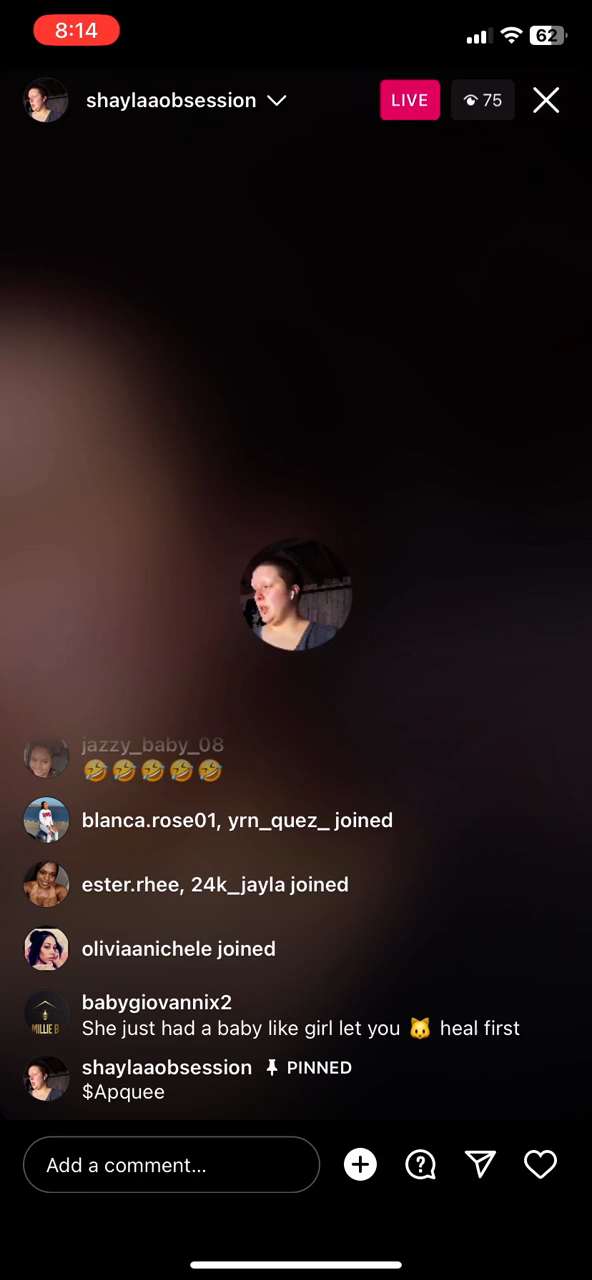 8:14
62
shaylaaobsession
LIVE
75
jazzy_baby_08
🤣🤣🤣🤣🤣
blanca.rose01, yrn_quez_ joined
ester.rhee, 24k_jayla joined
oliviaanichele joined
MILLIE B
babygiovannix2
She just had a baby like girl let you 🐱 heal first
shaylaaobsession PINNED
$Apquee
Add a comment...